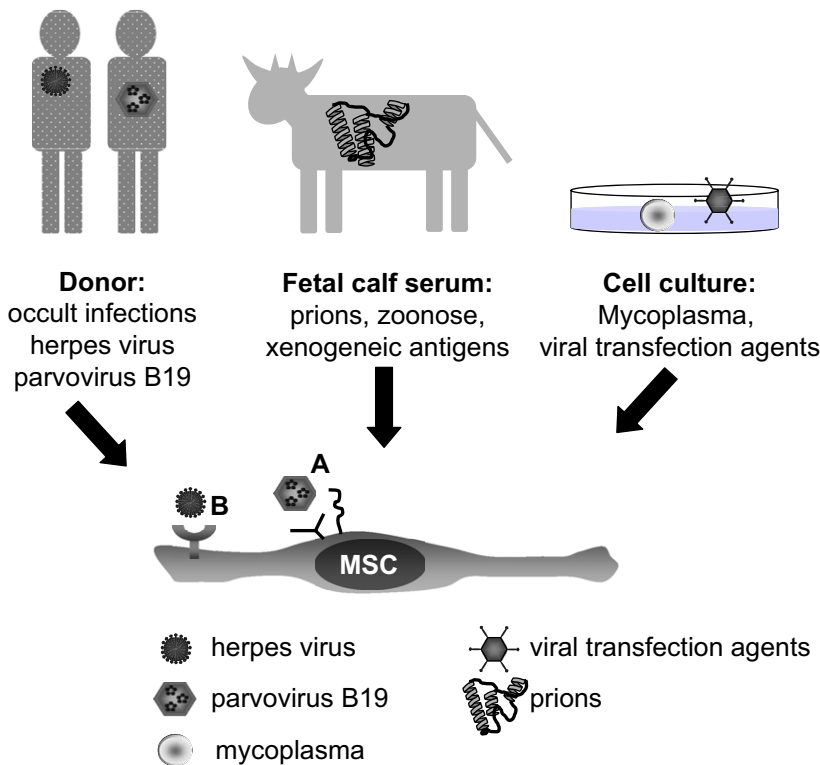 Donor:
occult infections
herpes virus
parvovirus B19
Fetal calf serum:
prions, zoonose,
xenogeneic antigens
Cell culture:
Mycoplasma,
viral transfection agents
A
B
MSC
herpes virus
parvovirus B19
mycoplasma
viral transfection agents
prions